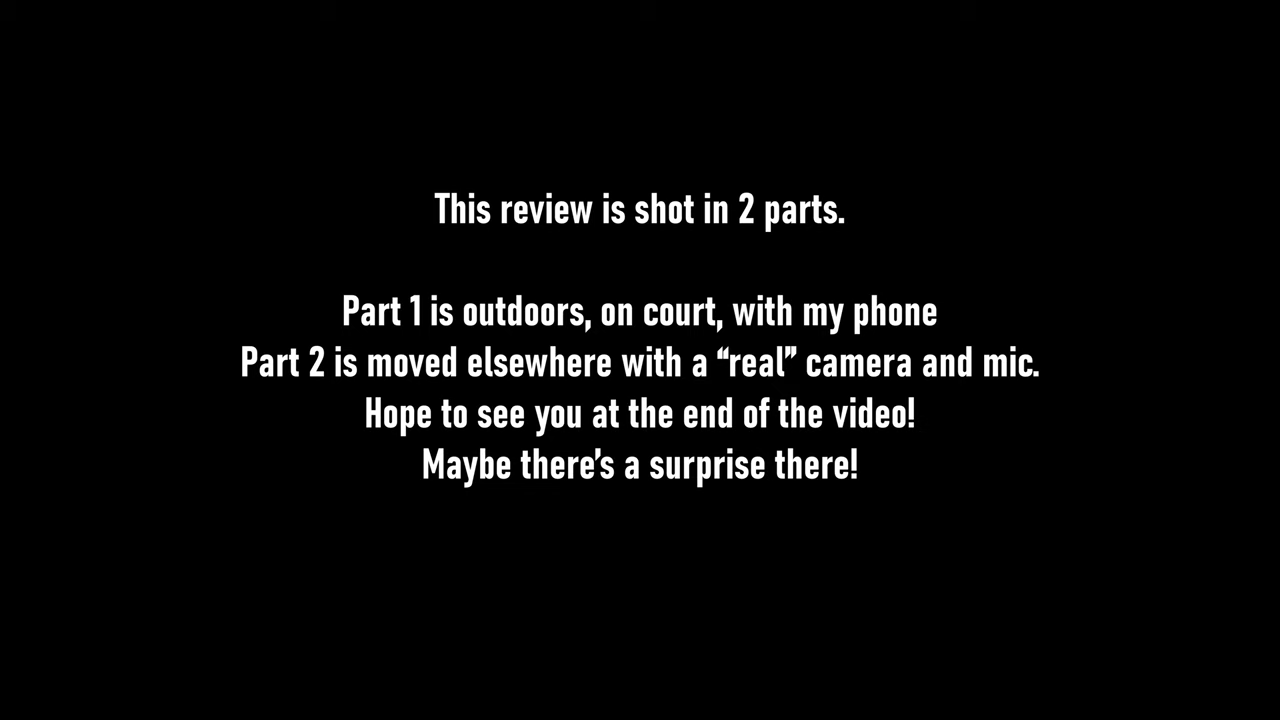 This review is shot in 2 parts.
Part 1 is outdoors, on court, with my phone
Part 2 is moved elsewhere with a “real” camera and mic.
Hope to see you at the end of the video!
Maybe there’s a surprise there!